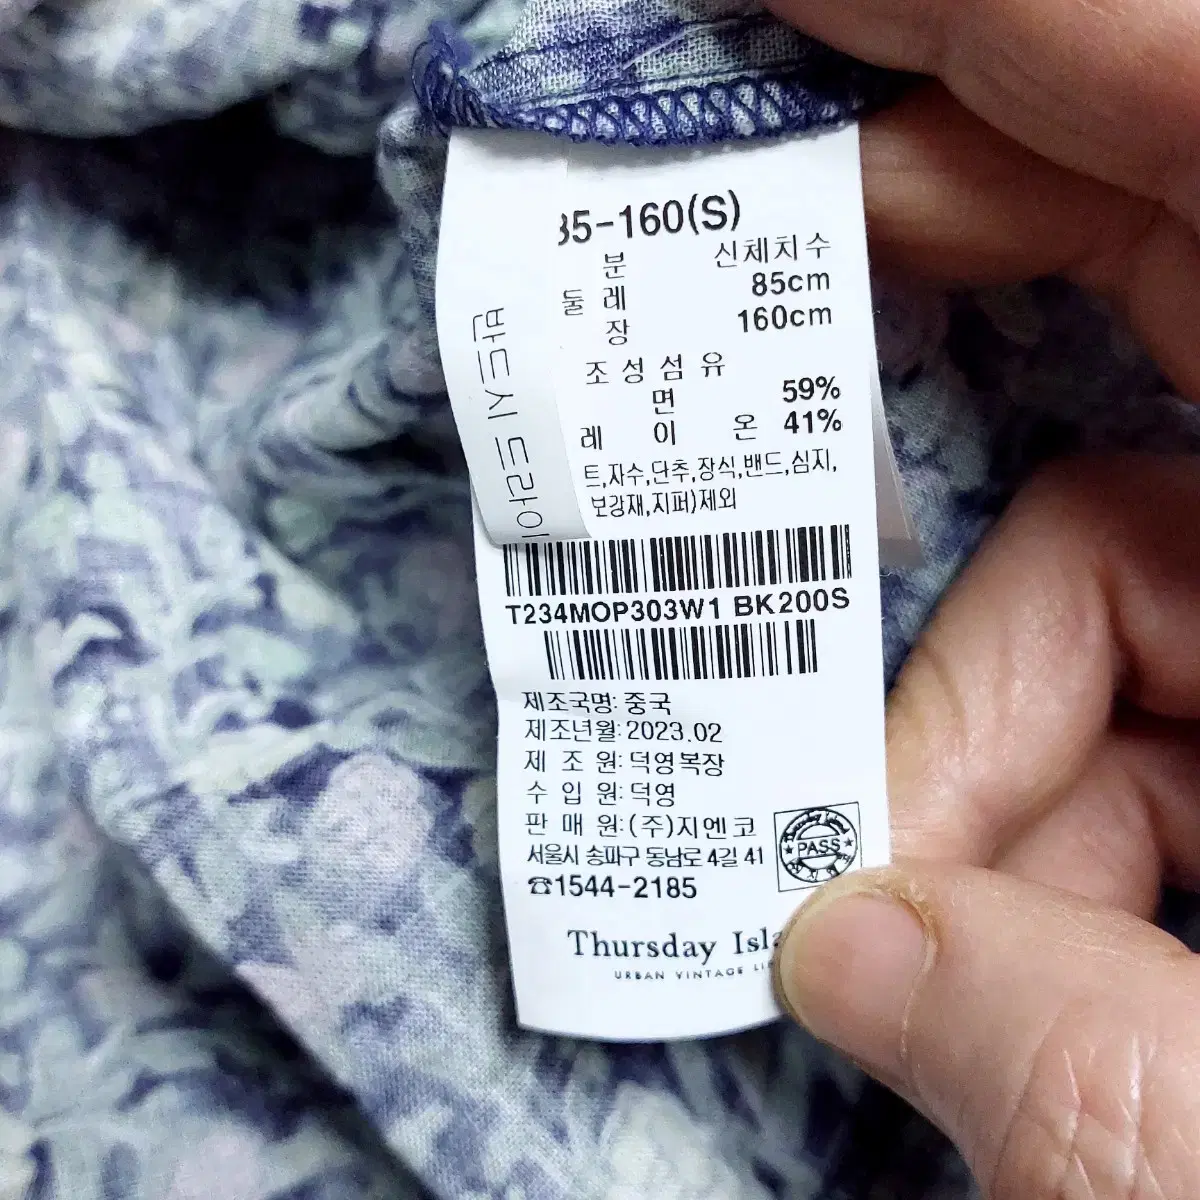 85-160(S)
분 신체치수
둘레 85cm
장 160cm
조성섬유
면 59%
레이온 41%
트,자수,단추,장식,밴드,심지,
보강재,지퍼)제외
반드시 드라이
T234MOP303W1 BK200S
제조국명: 중국
제조년월: 2023.02
제 조 원: 덕영복장
수 입 원: 덕영
판 매 원: (주)지엔코
서울시 송파구 동남로 4길 41
☎1544-2185
PASS
Thursday Isla
URBAN VINTAGE LI